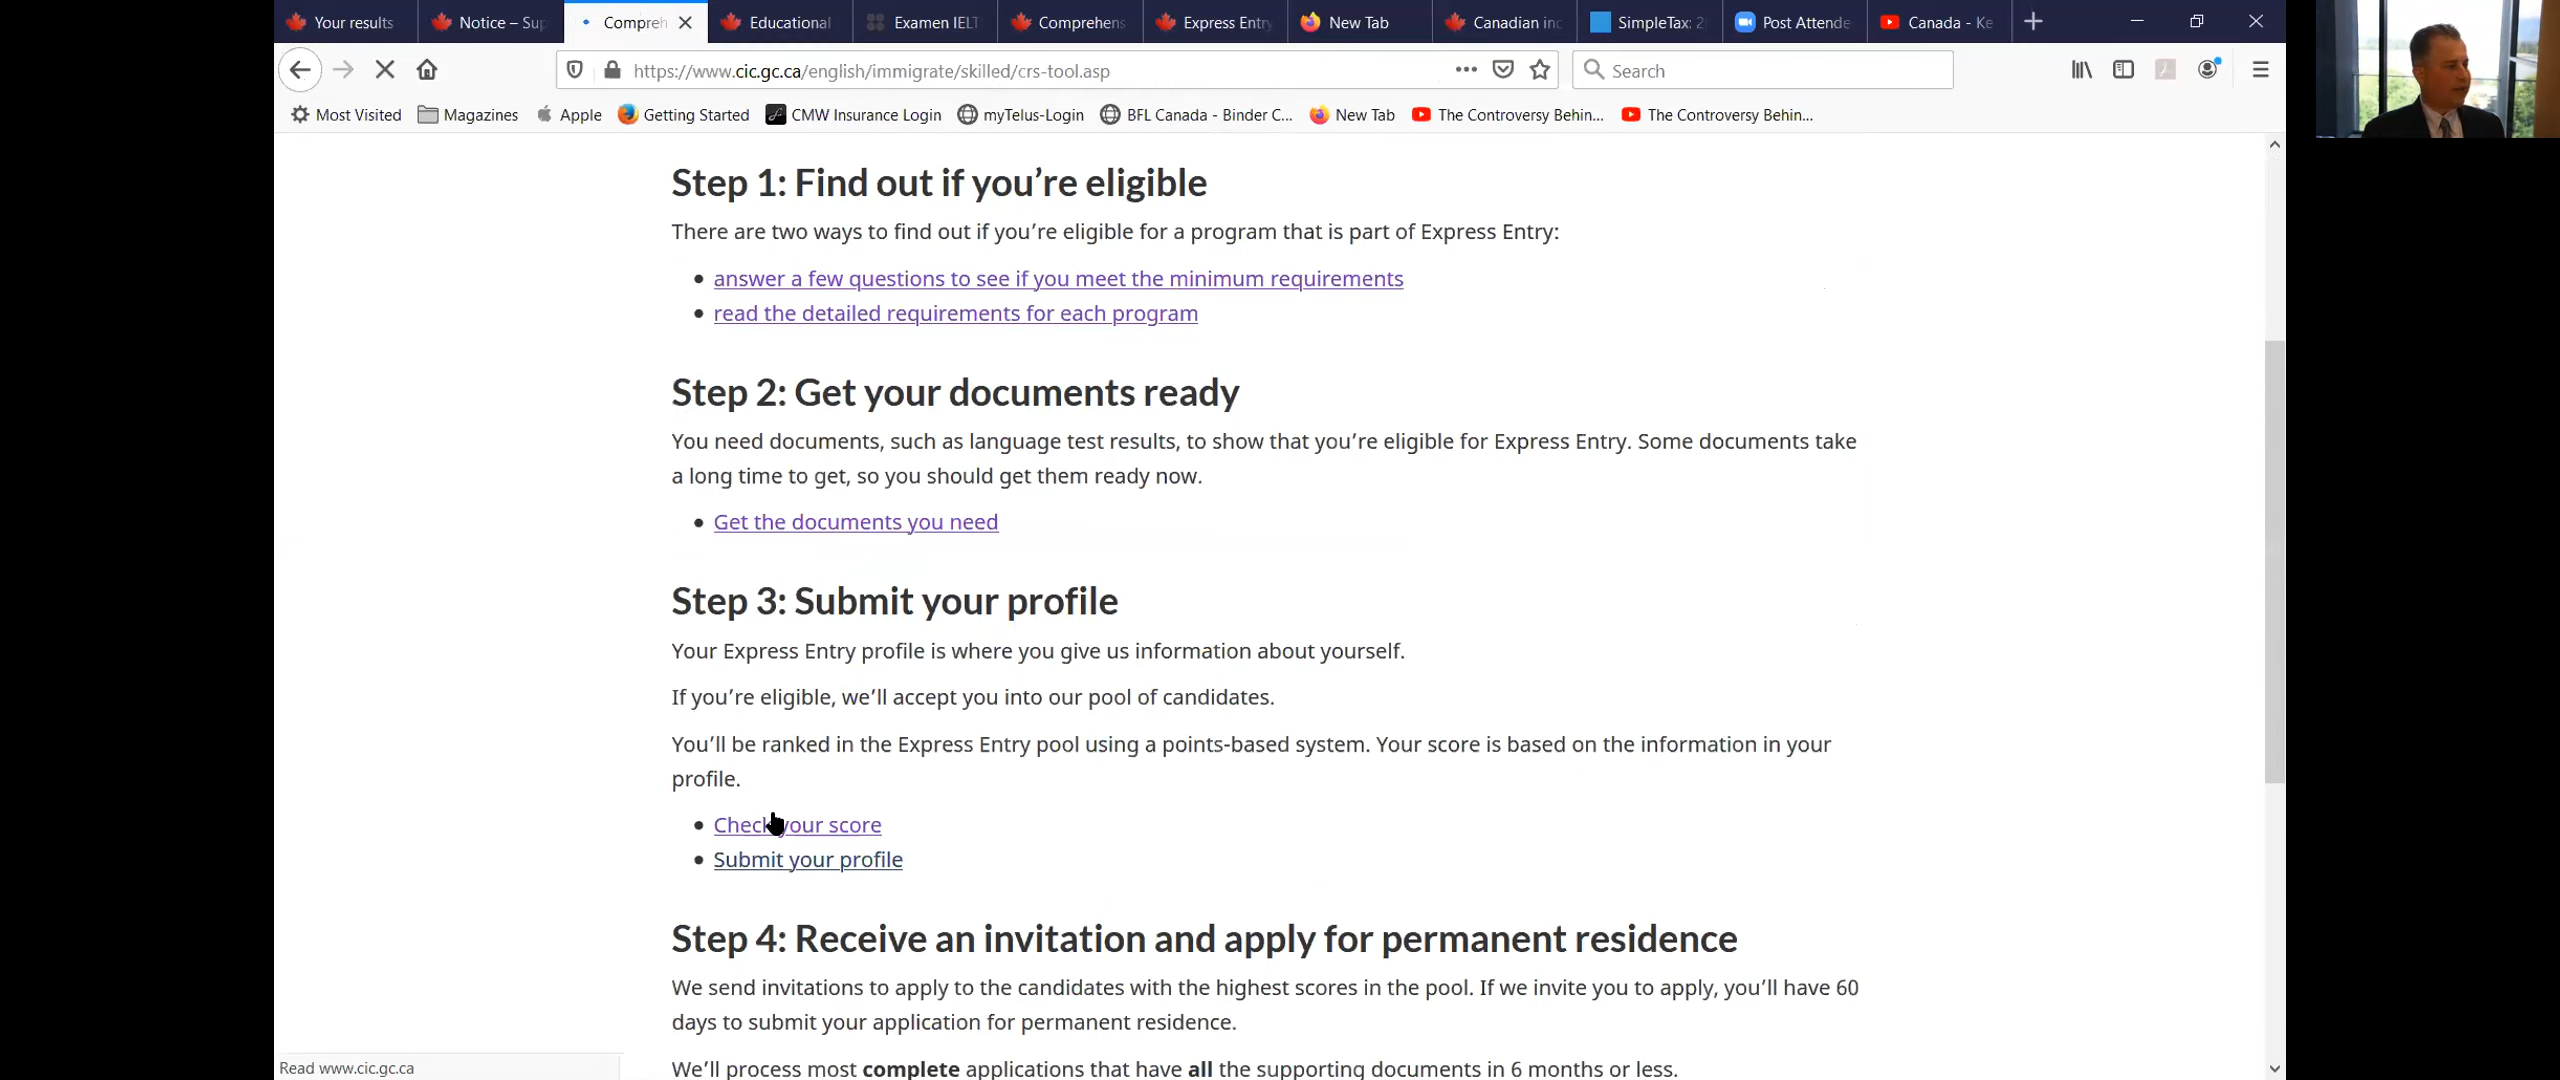 Your results
Notice – Sup
Compreh
Educational
Examen IELT
Comprehens
Express Entry
New Tab
Canadian inc
SimpleTax: 2
Post Attende
Canada - Ke
https://www.cic.gc.ca/english/immigrate/skilled/crs-tool.asp
Search
Most Visited
Magazines
Apple
Getting Started
CMW Insurance Login
myTelus-Login
BFL Canada - Binder C...
New Tab
The Controversy Behin...
The Controversy Behin...
Step 1: Find out if you’re eligible
There are two ways to find out if you’re eligible for a program that is part of Express Entry:
answer a few questions to see if you meet the minimum requirements
read the detailed requirements for each program
Step 2: Get your documents ready
You need documents, such as language test results, to show that you’re eligible for Express Entry. Some documents take
a long time to get, so you should get them ready now.
Get the documents you need
Step 3: Submit your profile
Your Express Entry profile is where you give us information about yourself.
If you’re eligible, we’ll accept you into our pool of candidates.
You’ll be ranked in the Express Entry pool using a points-based system. Your score is based on the information in your
profile.
Check your score
Submit your profile
Step 4: Receive an invitation and apply for permanent residence
We send invitations to apply to the candidates with the highest scores in the pool. If we invite you to apply, you’ll have 60
days to submit your application for permanent residence.
We’ll process most complete applications that have all the supporting documents in 6 months or less.
Read www.cic.gc.ca